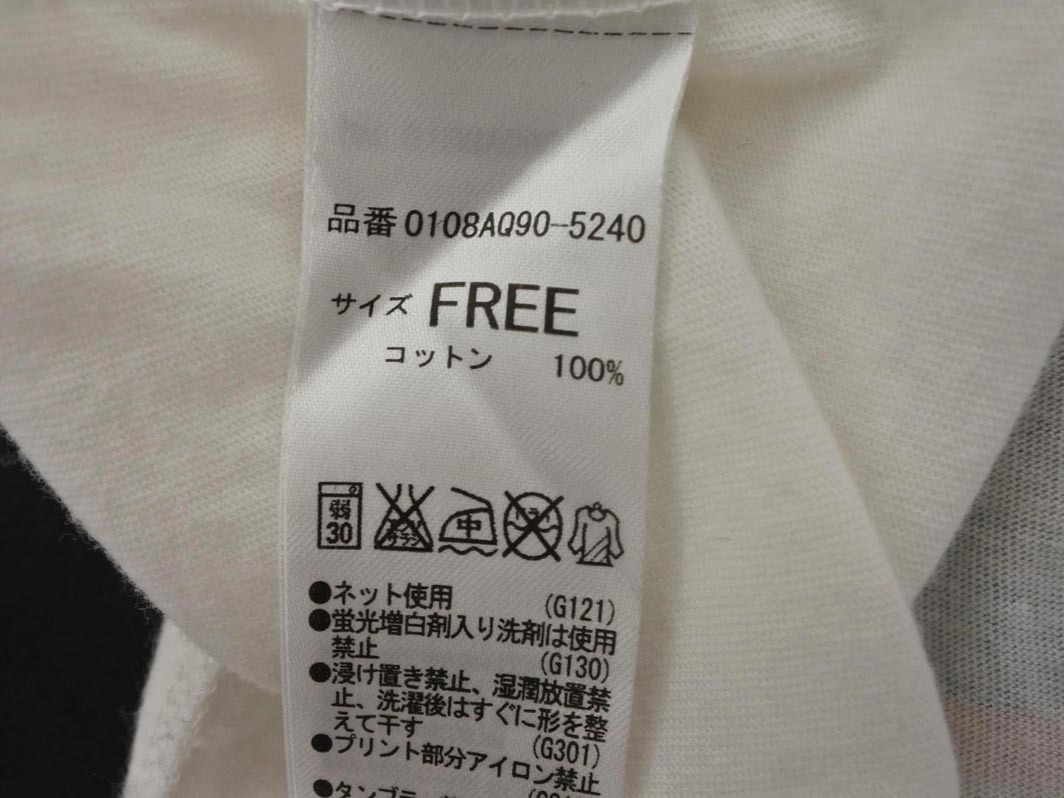 品番 0108AQ90-5240
サイズ FREE
コットン 100%
弱
30
中
●ネット使用 (G121)
●蛍光増白剤入り洗剤は使用
禁止 (G130)
●浸け置き禁止、湿潤放置禁
止、洗濯後はすぐに形を整
えて干す (G301)
●プリント部分アイロン禁止